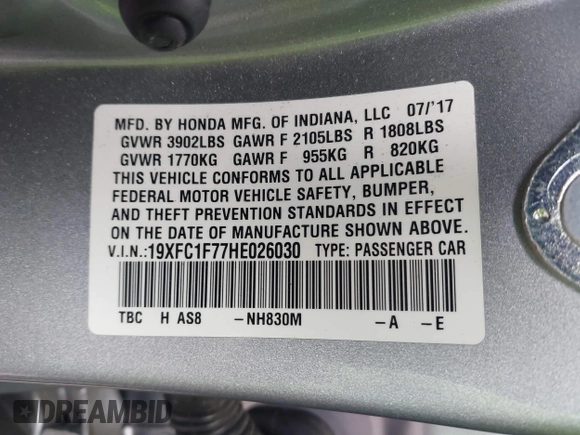 MFD. BY HONDA MFG. OF INDIANA, LLC 07/'17
GVWR 3902LBS GAWR F 2105LBS R 1808LBS
GVWR 1770KG GAWR F 955KG R 820KG
THIS VEHICLE CONFORMS TO ALL APPLICABLE
FEDERAL MOTOR VEHICLE SAFETY, BUMPER,
AND THEFT PREVENTION STANDARDS IN EFFECT
ON THE DATE OF MANUFACTURE SHOWN ABOVE.
V.I.N.:19XFC1F77HE026030 TYPE: PASSENGER CAR
TBC H AS8 -NH830M -A -E
DREAMBID